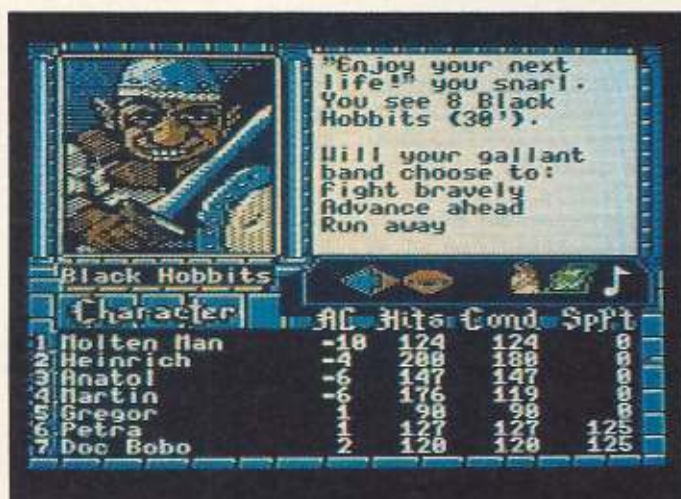 "Enjoy your next
life!" you snarl.
You see 8 Black
Hobbits (30').
Will your gallant
band choose to:
Fight bravely
Advance ahead
Run away
Black Hobbits
Character AC Hits Cond SpPt
1 Molten Man -10 124 124 0
2 Heinrich -4 200 180 0
3 Anatol -6 147 147 0
4 Martin -6 176 119 0
5 Gregor 1 90 90 0
6 Petra 1 127 127 125
7 Doc Bobo 2 120 120 125